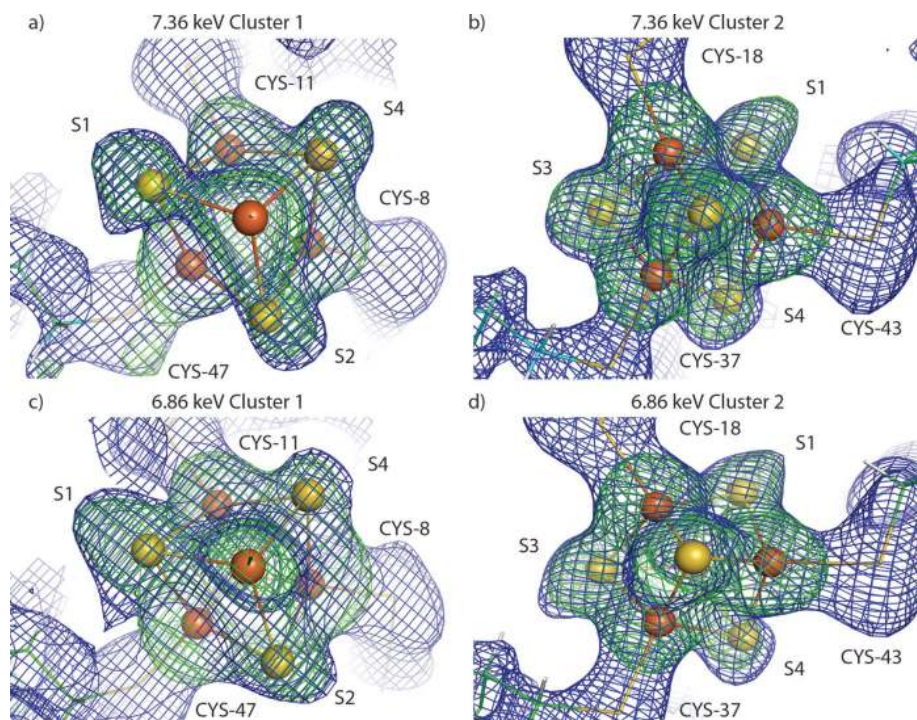 a) 7.36 keV Cluster 1
CYS-11
S4
S1
CYS-8
S2
CYS-47
b) 7.36 keV Cluster 2
CYS-18
S1
S3
S4
CYS-43
CYS-37
c) 6.86 keV Cluster 1
CYS-11
S4
S1
CYS-8
S2
CYS-47
d) 6.86 keV Cluster 2
CYS-18
S1
S3
S4
CYS-43
CYS-37